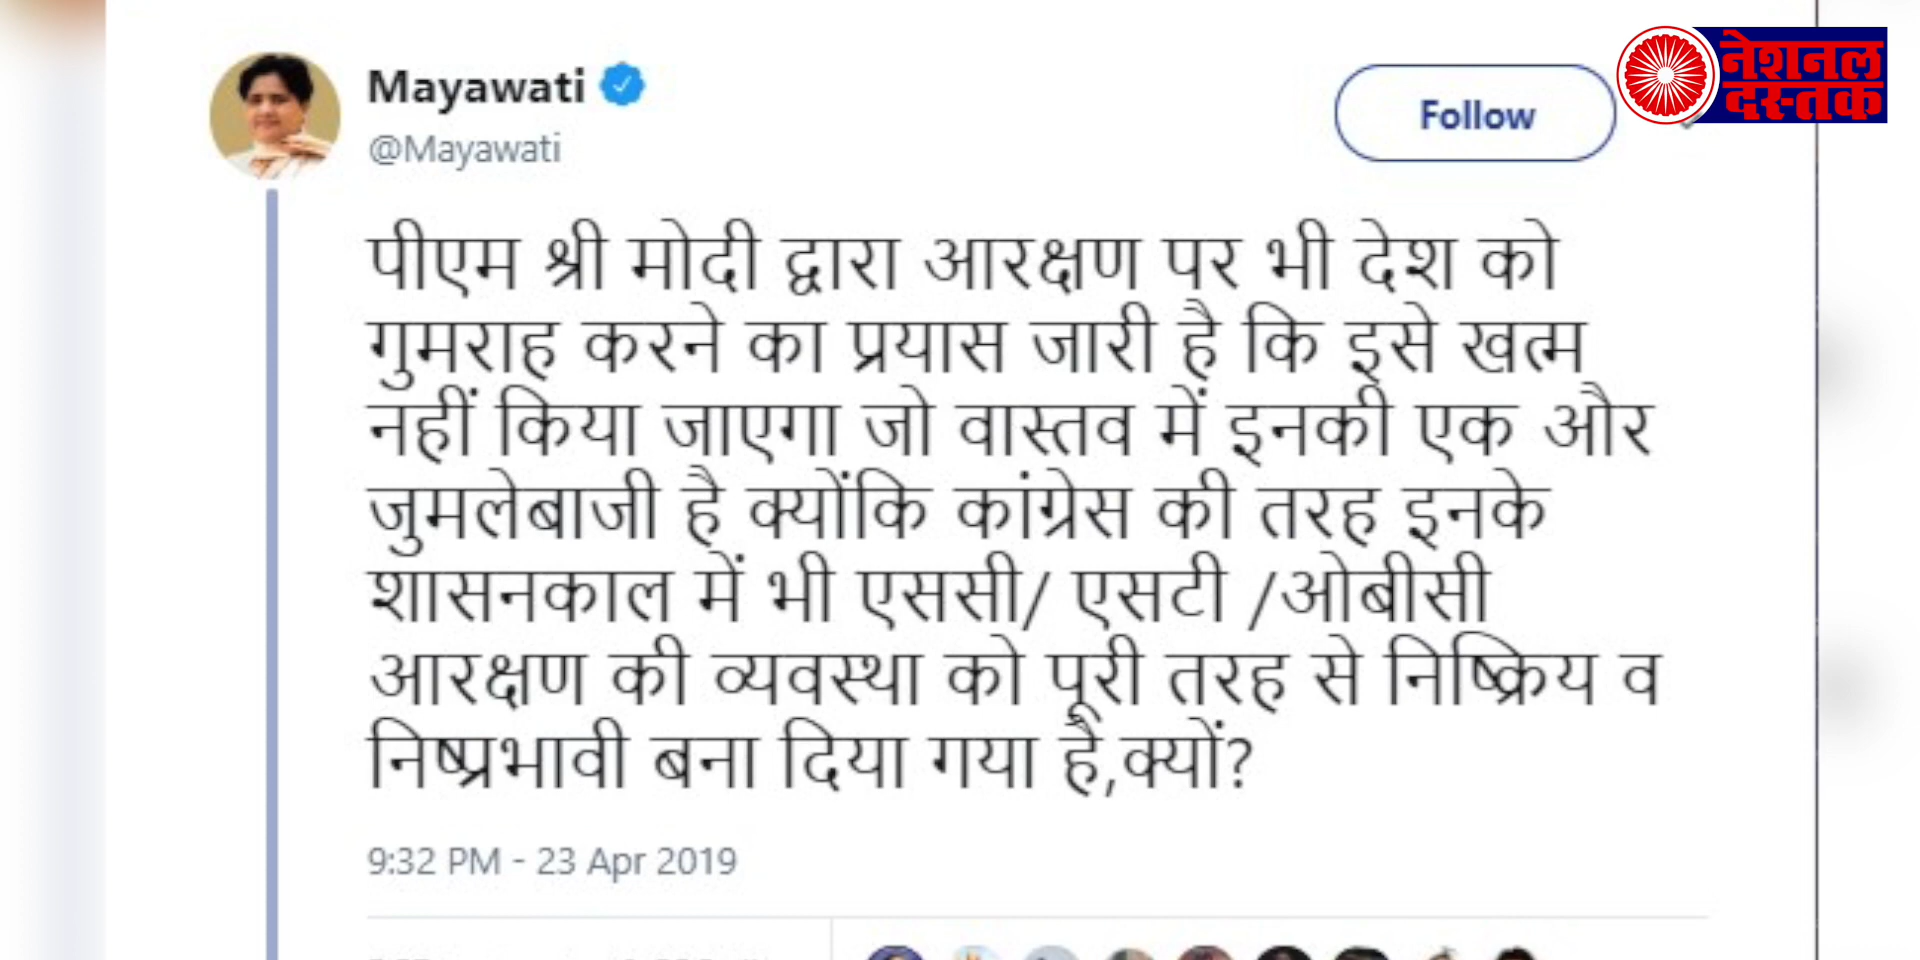 Mayawati
@Mayawati
Follow
नेशनल
दस्तक
पीएम श्री मोदी द्वारा आरक्षण पर भी देश को
गुमराह करने का प्रयास जारी है कि इसे खत्म
नहीं किया जाएगा जो वास्तव में इनकी एक और
जुमलेबाजी है क्योंकि कांग्रेस की तरह इनके
शासनकाल में भी एससी/ एसटी /ओबीसी
आरक्षण की व्यवस्था को पूरी तरह से निष्क्रिय व
निष्प्रभावी बना दिया गया है,क्यों?
9:32 PM - 23 Apr 2019